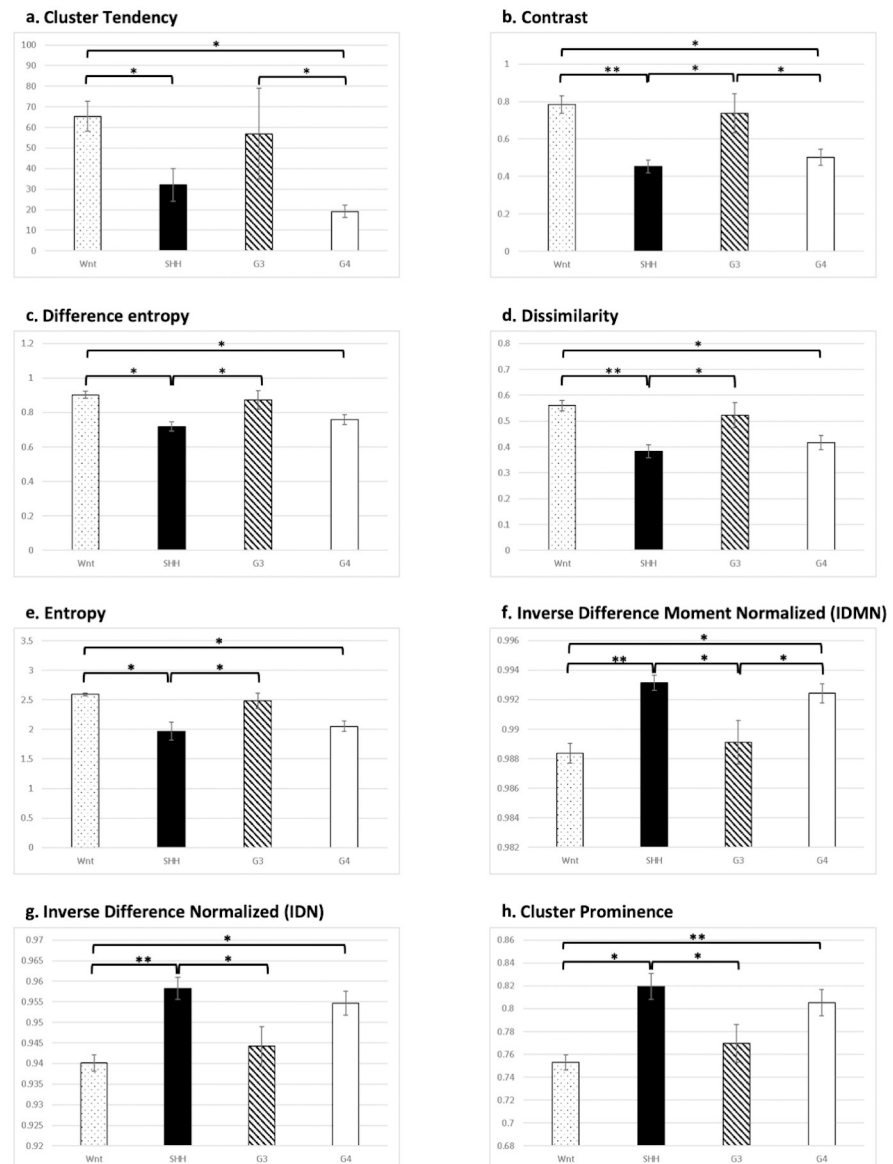 a. Cluster Tendency
100
90
80
70
60
50
40
30
20
10
0
* * *
Wnt SHH G3 G4
b. Contrast
1
0.8
0.6
0.4
0.2
0
* ** * *
Wnt SHH G3 G4
c. Difference entropy
1.2
1
0.8
0.6
0.4
0.2
0
* * *
Wnt SHH G3 G4
d. Dissimilarity
0.8
0.7
0.6
0.5
0.4
0.3
0.2
0.1
0
* ** *
Wnt SHH G3 G4
e. Entropy
3.5
3
2.5
2
1.5
1
0.5
0
* * *
Wnt SHH G3 G4
f. Inverse Difference Moment Normalized (IDMN)
0.996
0.994
0.992
0.99
0.988
0.986
0.984
0.982
* ** * *
Wnt SHH G3 G4
g. Inverse Difference Normalized (IDN)
0.97
0.965
0.96
0.955
0.95
0.945
0.94
0.935
0.93
0.925
0.92
* ** *
Wnt SHH G3 G4
h. Cluster Prominence
0.86
0.84
0.82
0.8
0.78
0.76
0.74
0.72
0.7
0.68
** * *
Wnt SHH G3 G4